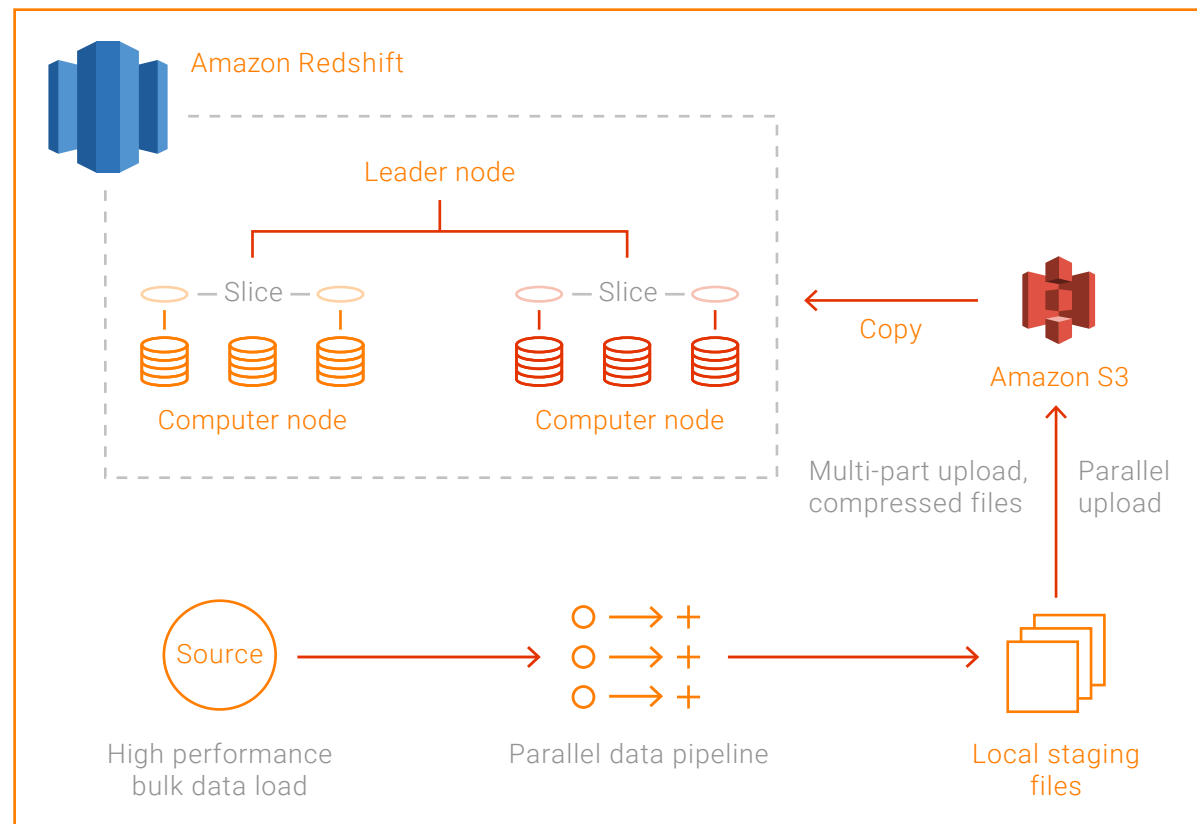 Amazon Redshift
Leader node
Slice
Slice
Computer node
Computer node
Copy
Amazon S3
Multi-part upload,
compressed files
Parallel
upload
Source
High performance
bulk data load
Parallel data pipeline
Local staging
files